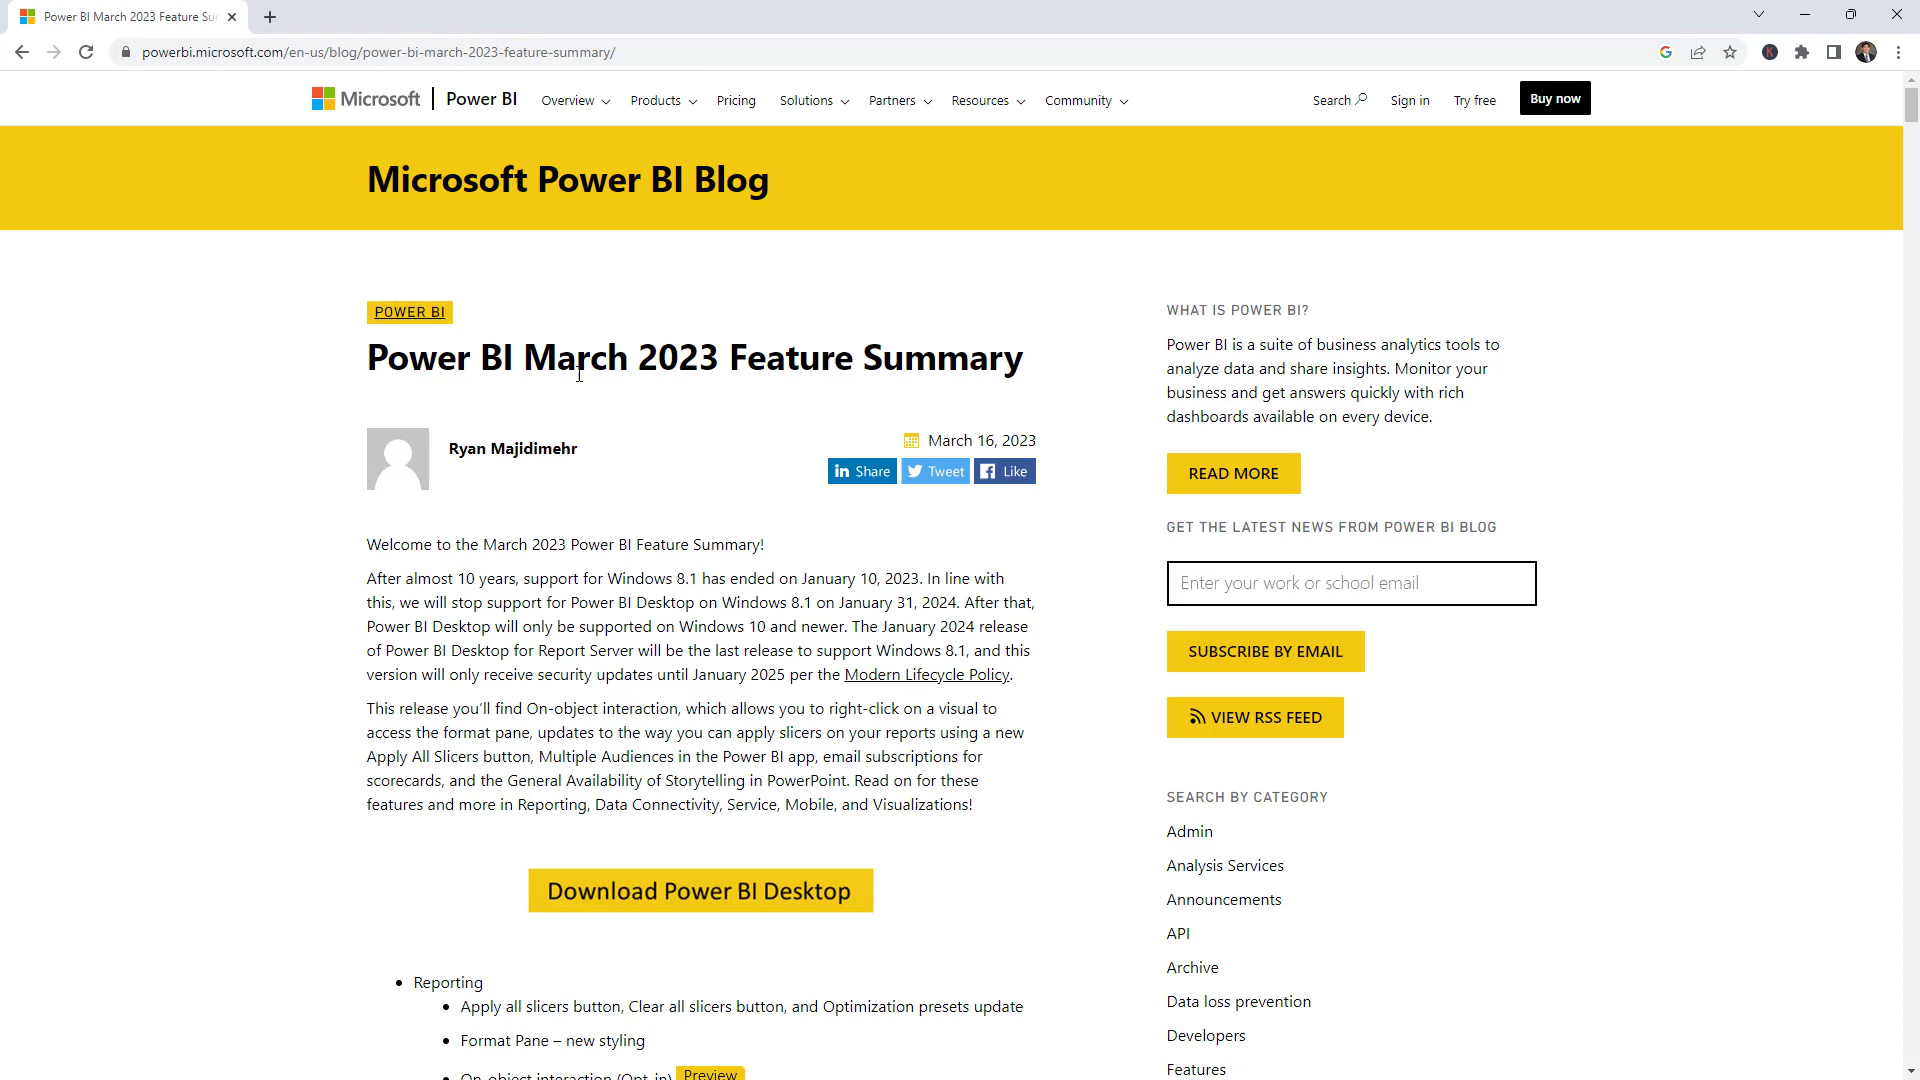 Power BI March 2023 Feature Su
powerbi.microsoft.com/en-us/blog/power-bi-march-2023-feature-summary/
Microsoft Power BI Overview Products Pricing Solutions Partners Resources Community Search Sign in Try free Buy now
Microsoft Power BI Blog
POWER BI
Power BI March 2023 Feature Summary
Ryan Majidimehr
March 16, 2023
Share Tweet Like
Welcome to the March 2023 Power BI Feature Summary!
After almost 10 years, support for Windows 8.1 has ended on January 10, 2023. In line with
this, we will stop support for Power BI Desktop on Windows 8.1 on January 31, 2024. After that,
Power BI Desktop will only be supported on Windows 10 and newer. The January 2024 release
of Power BI Desktop for Report Server will be the last release to support Windows 8.1, and this
version will only receive security updates until January 2025 per the Modern Lifecycle Policy.
This release you'll find On-object interaction, which allows you to right-click on a visual to
access the format pane, updates to the way you can apply slicers on your reports using a new
Apply All Slicers button, Multiple Audiences in the Power BI app, email subscriptions for
scorecards, and the General Availability of Storytelling in PowerPoint. Read on for these
features and more in Reporting, Data Connectivity, Service, Mobile, and Visualizations!
Download Power BI Desktop
• Reporting
• Apply all slicers button, Clear all slicers button, and Optimization presets update
• Format Pane – new styling
• On-object interaction (Opt-in) Preview
WHAT IS POWER BI?
Power BI is a suite of business analytics tools to
analyze data and share insights. Monitor your
business and get answers quickly with rich
dashboards available on every device.
READ MORE
GET THE LATEST NEWS FROM POWER BI BLOG
Enter your work or school email
SUBSCRIBE BY EMAIL
VIEW RSS FEED
SEARCH BY CATEGORY
Admin
Analysis Services
Announcements
API
Archive
Data loss prevention
Developers
Features